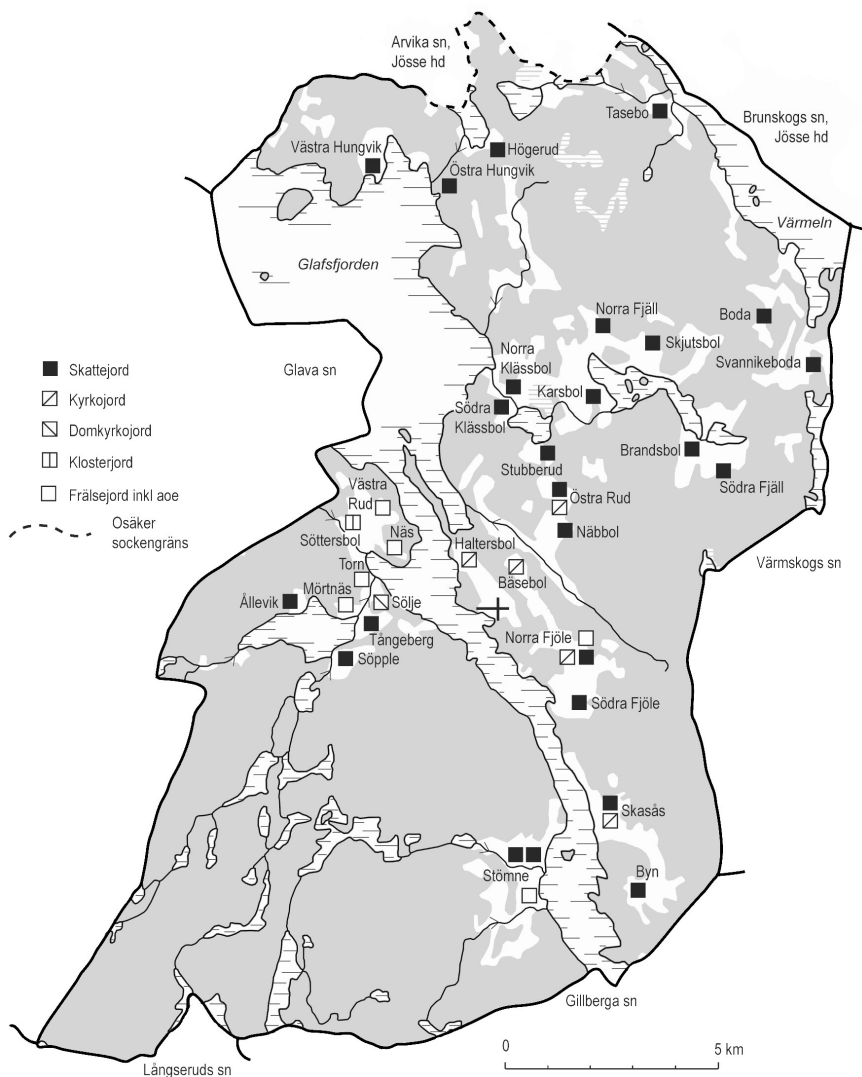 Arvika sn,
Jösse hd
Tasebo
Brunskogs sn,
Jösse hd
Västra Hungvik
Högerud
Östra Hungvik
Värmeln
Glafsfjorden
Norra Fjäll
Boda
Skjutsbol
Svannikeboda
Norra
Klässbol
Glava sn
Skattejord
Kyrkojord
Domkyrkojord
Klosterjord
Frälsejord inkl aoe
Osäker
sockengräns
Karsbol
Södra
Klässbol
Brandsbol
Stubberud
Södra Fjäll
Västra
Rud
Östra Rud
Söttersbol
Näs
Näbbol
Haltersbol
Värmskogs sn
Torn
Bäsebol
Mörtnäs
Ållevik
Sölje
Tångeberg
Norra Fjöle
Söpple
Södra Fjöle
Skasås
Stömne
Byn
Gillberga sn
0
5 km
Långseruds sn